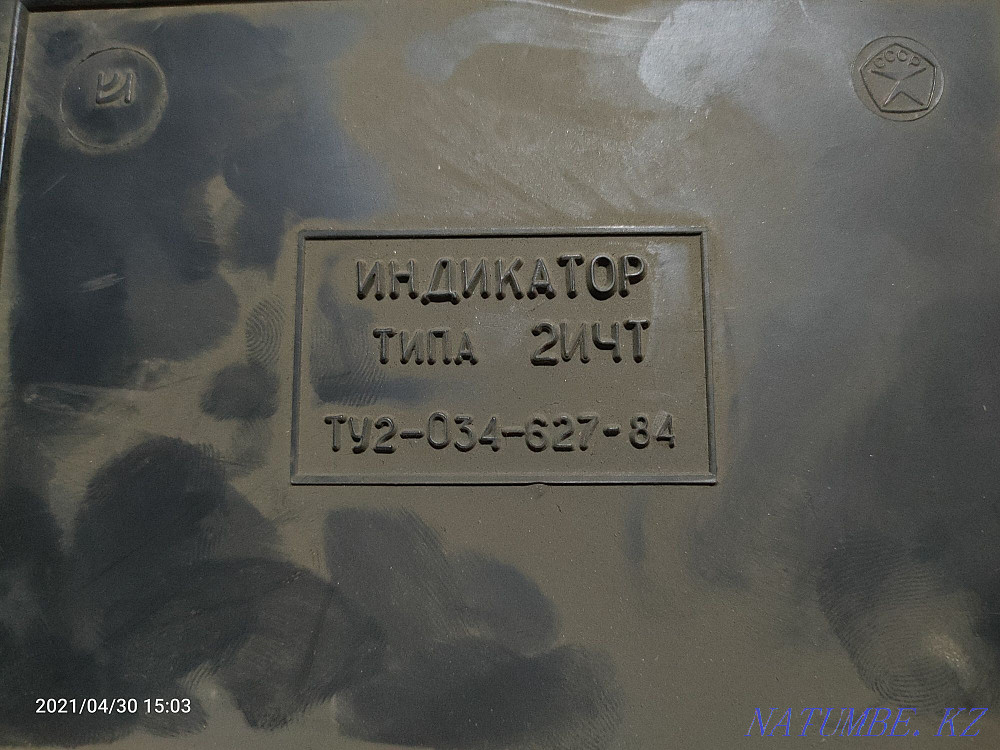 СССР
ИНДИКАТОР
ТИПА 2ИЧТ
ТУ2-034-627-84
2021/04/30 15:03
NATUMBE.KZ